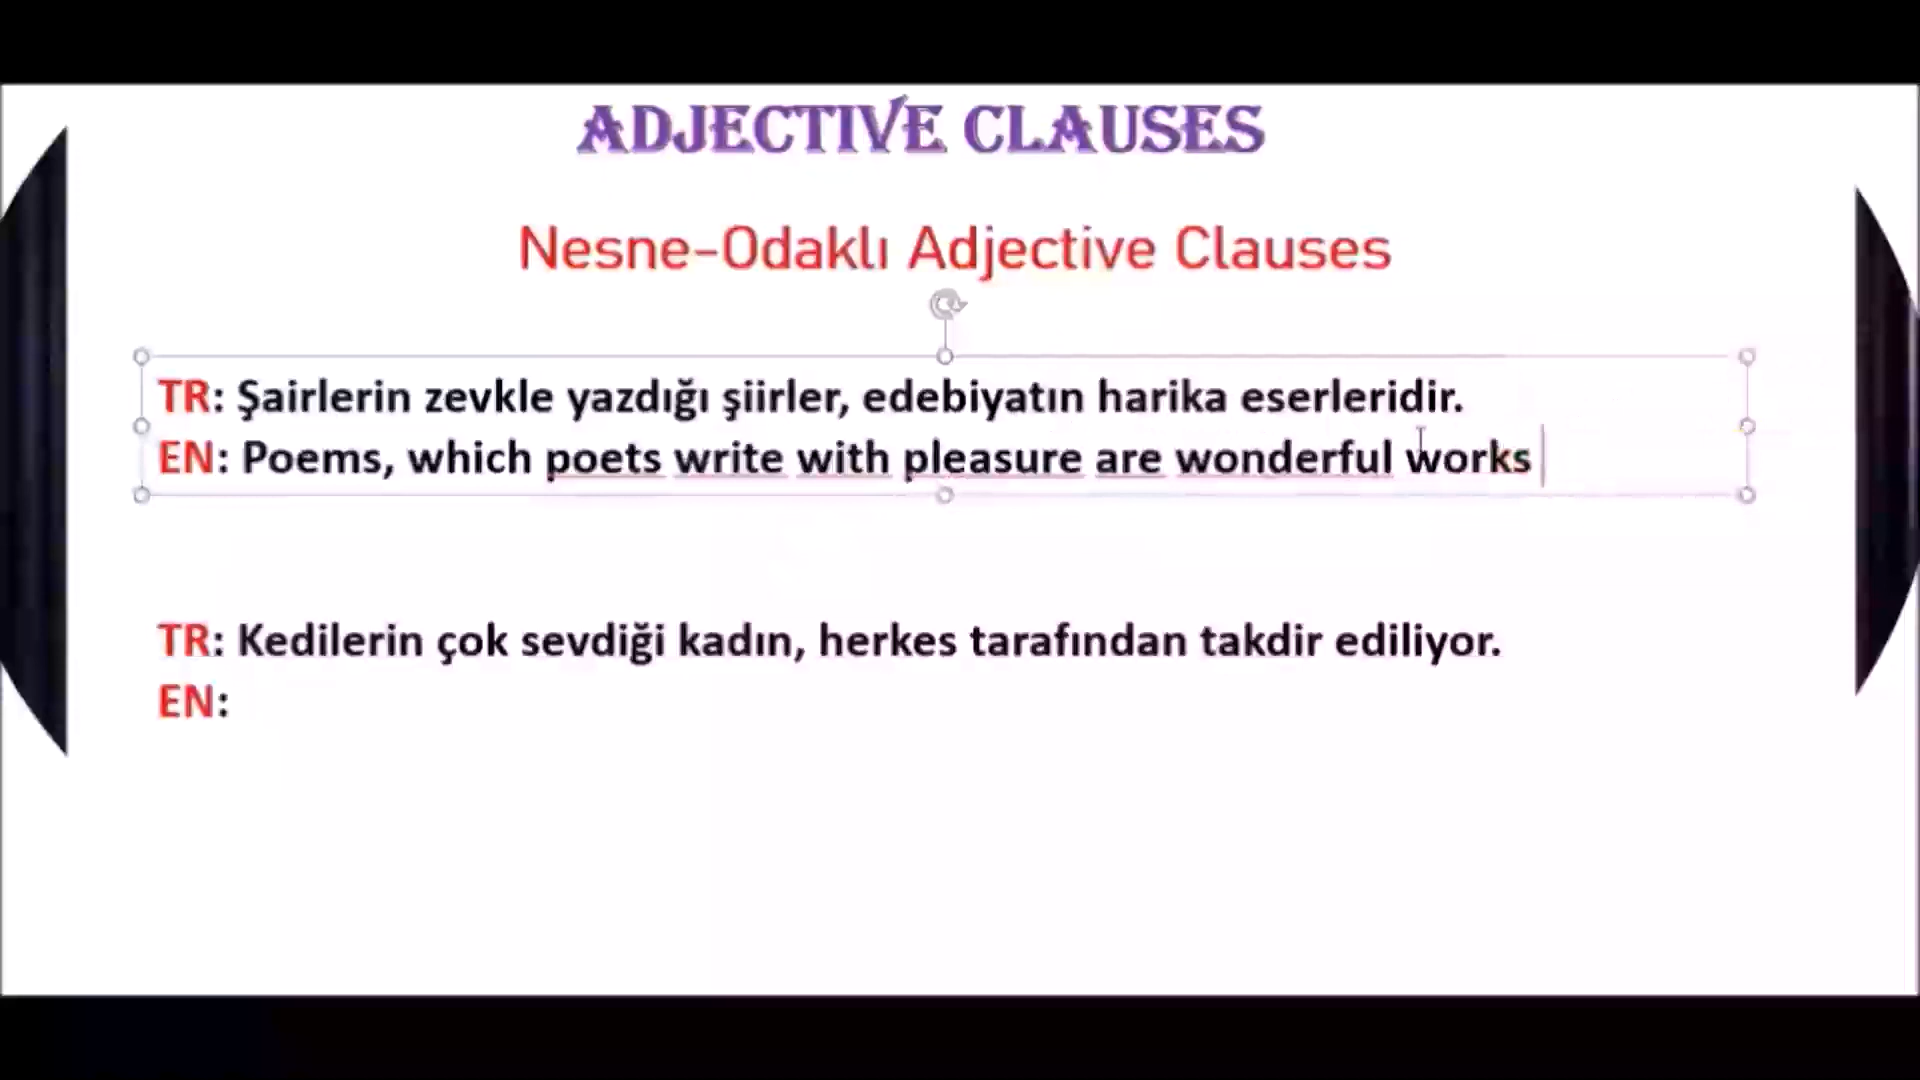 ADJECTIVE CLAUSES
Nesne-Odaklı Adjective Clauses
TR: Şairlerin zevkle yazdığı şiirler, edebiyatın harika eserleridir.
EN: Poems, which poets write with pleasure are wonderful works
TR: Kedilerin çok sevdiği kadın, herkes tarafından takdir ediliyor.
EN: